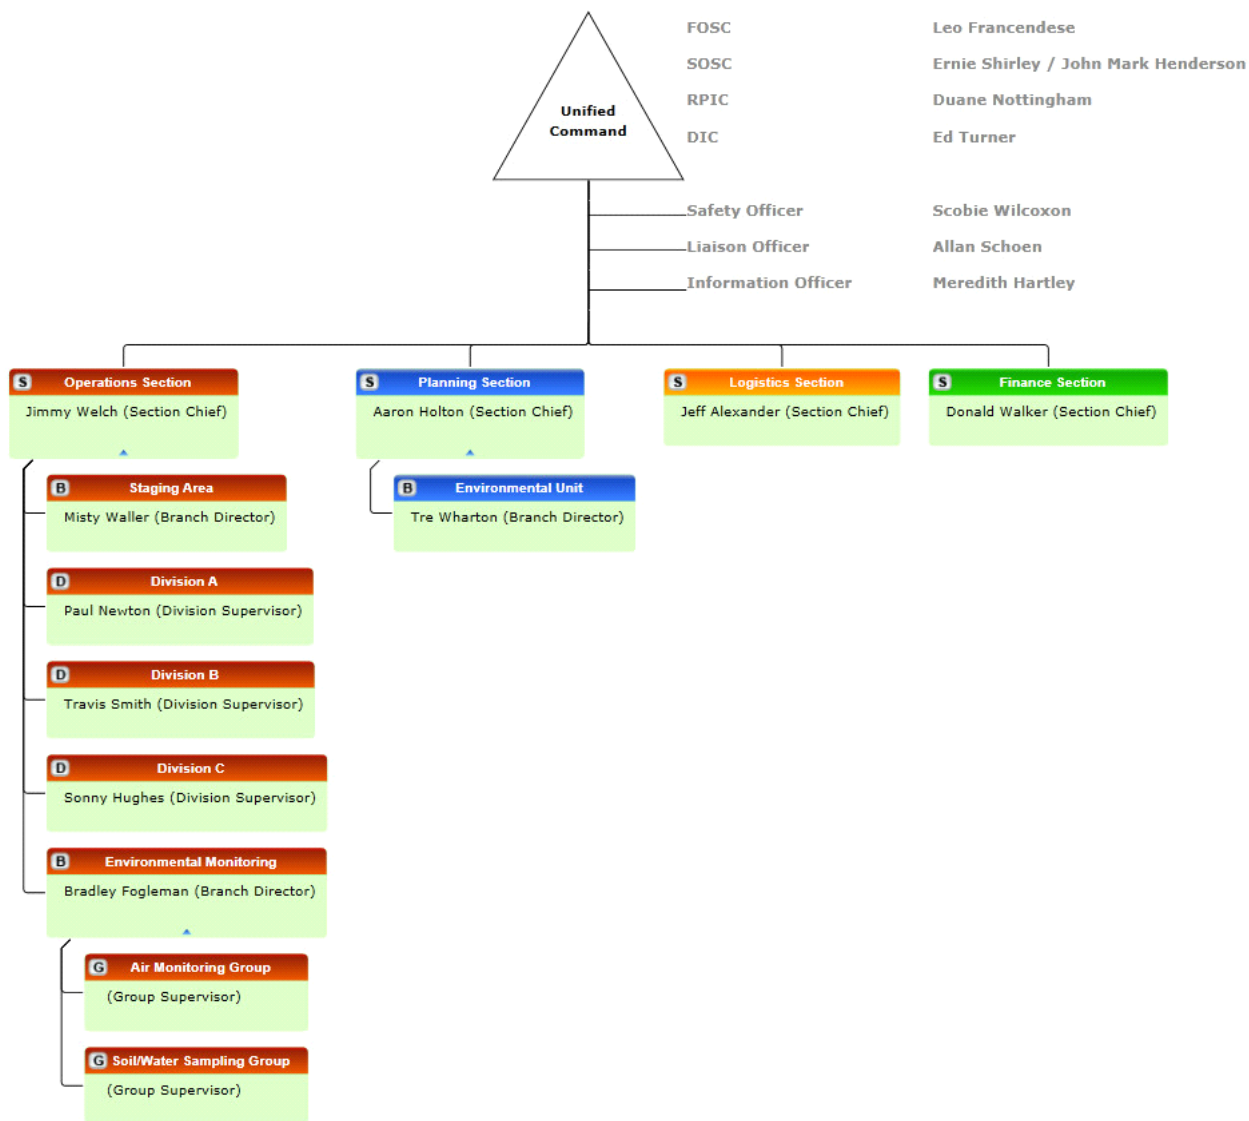 FOSC Leo Francendese
SOSC Ernie Shirley / John Mark Henderson
RPIC Duane Nottingham
DIC Ed Turner
Unified
Command
Safety Officer Scobie Wilcoxon
Liaison Officer Allan Schoen
Information Officer Meredith Hartley
S Operations Section
Jimmy Welch (Section Chief)
S Planning Section
Aaron Holton (Section Chief)
S Logistics Section
Jeff Alexander (Section Chief)
S Finance Section
Donald Walker (Section Chief)
B Staging Area
Misty Waller (Branch Director)
B Environmental Unit
Tre Wharton (Branch Director)
D Division A
Paul Newton (Division Supervisor)
D Division B
Travis Smith (Division Supervisor)
D Division C
Sonny Hughes (Division Supervisor)
B Environmental Monitoring
Bradley Fogleman (Branch Director)
G Air Monitoring Group
(Group Supervisor)
G Soil/Water Sampling Group
(Group Supervisor)